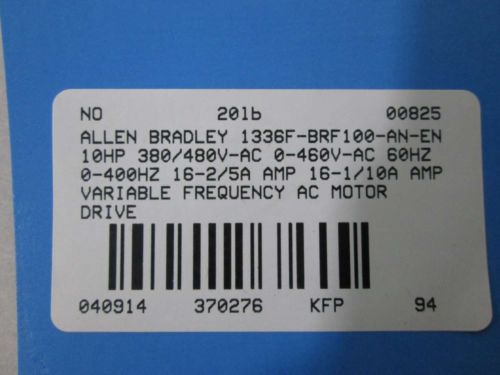 NO 20lb 00825
ALLEN BRADLEY 1336F-BRF100-AN-EN
10HP 380/480V-AC 0-460V-AC 60HZ
0-400HZ 16-2/5A AMP 16-1/10A AMP
VARIABLE FREQUENCY AC MOTOR
DRIVE
040914 370276 KFP 94